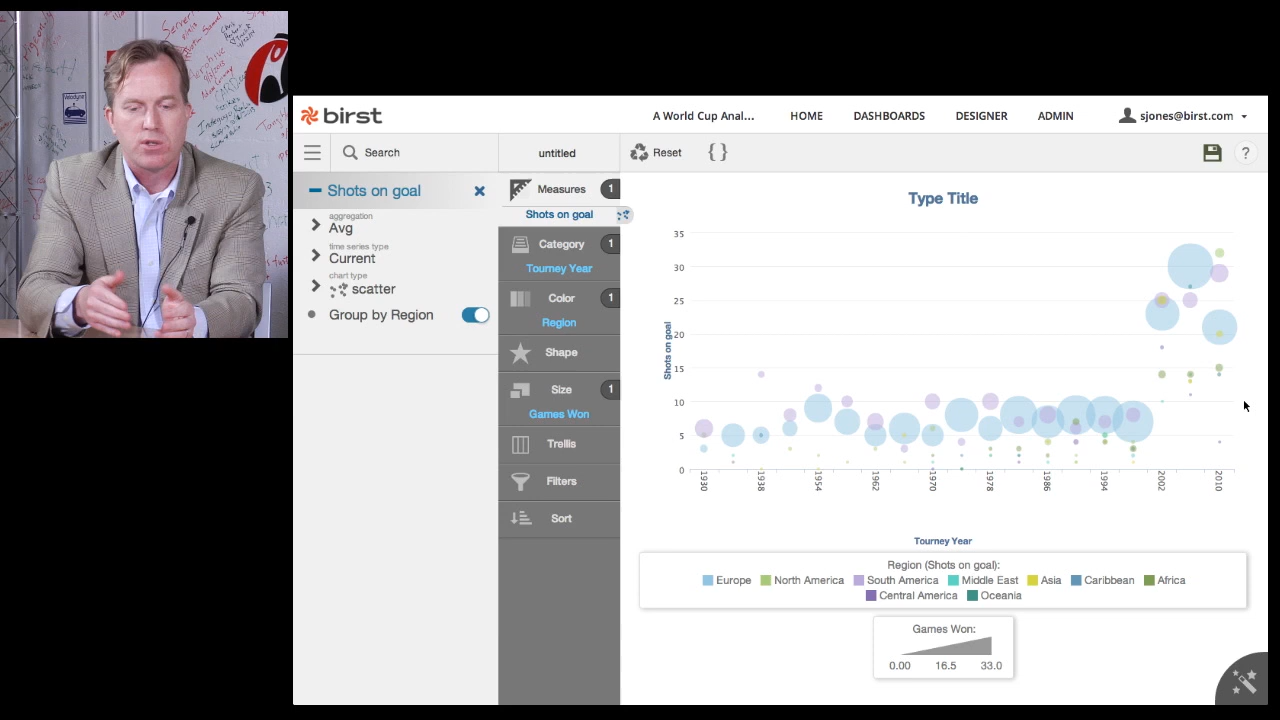 birst
A World Cup Anal...
HOME
DASHBOARDS
DESIGNER
ADMIN
sjones@birst.com
Search
untitled
Reset
{ }
?
Shots on goal
aggregation
Avg
time series type
Current
chart type
scatter
Group by Region
Measures 1
Shots on goal
Category 1
Tourney Year
Color 1
Region
Shape
Size 1
Games Won
Trellis
Filters
Sort
Type Title
Shots on goal
35
30
25
20
15
10
5
0
1930 1938 1954 1962 1970 1978 1986 1994 2002 2010
Tourney Year
Region (Shots on goal):
Europe North America South America Middle East Asia Caribbean Africa
Central America Oceania
Games Won:
0.00 16.5 33.0
Velodyne